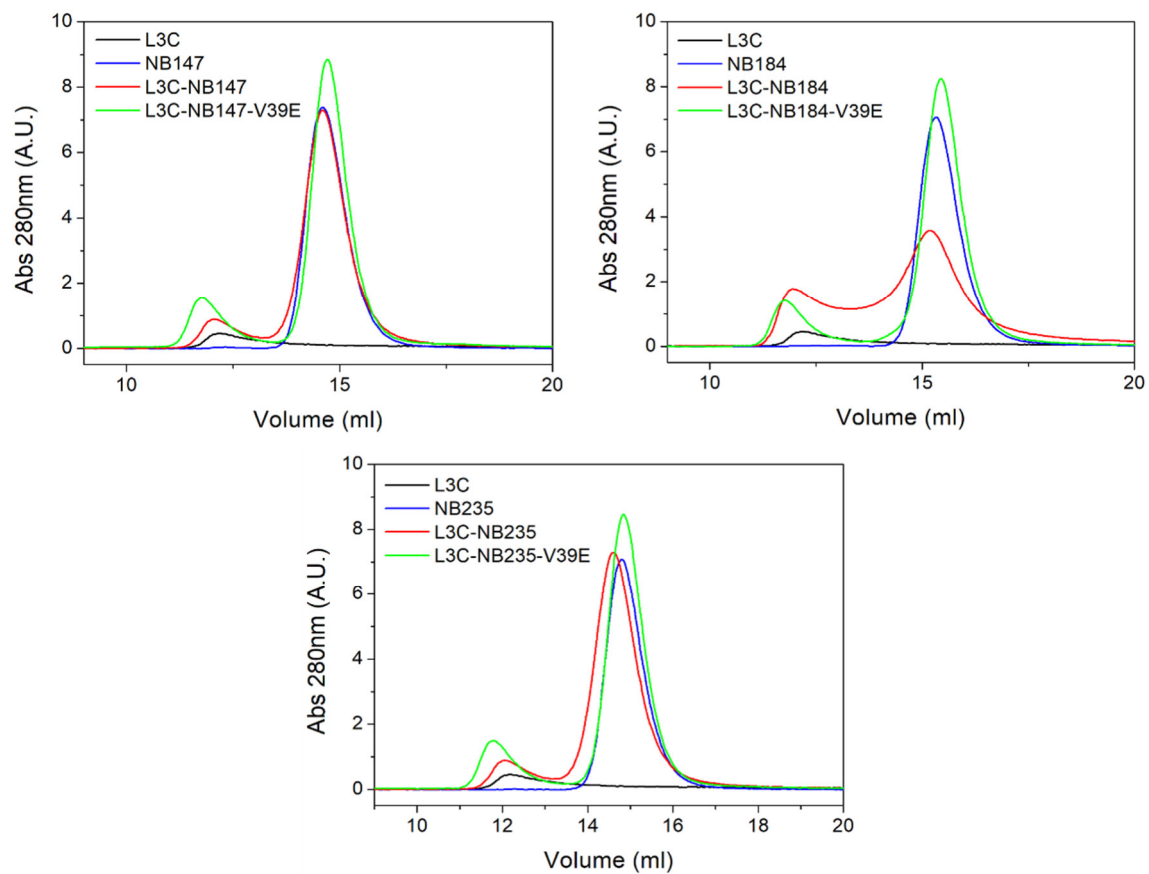 10
8
6
4
2
0
Abs 280nm (A.U.)
L3C
NB147
L3C-NB147
L3C-NB147-V39E
10
15
20
Volume (ml)
10
8
6
4
2
0
Abs 280nm (A.U.)
L3C
NB184
L3C-NB184
L3C-NB184-V39E
10
15
20
Volume (ml)
10
8
6
4
2
0
Abs 280nm (A.U.)
L3C
NB235
L3C-NB235
L3C-NB235-V39E
10
12
14
16
18
20
Volume (ml)